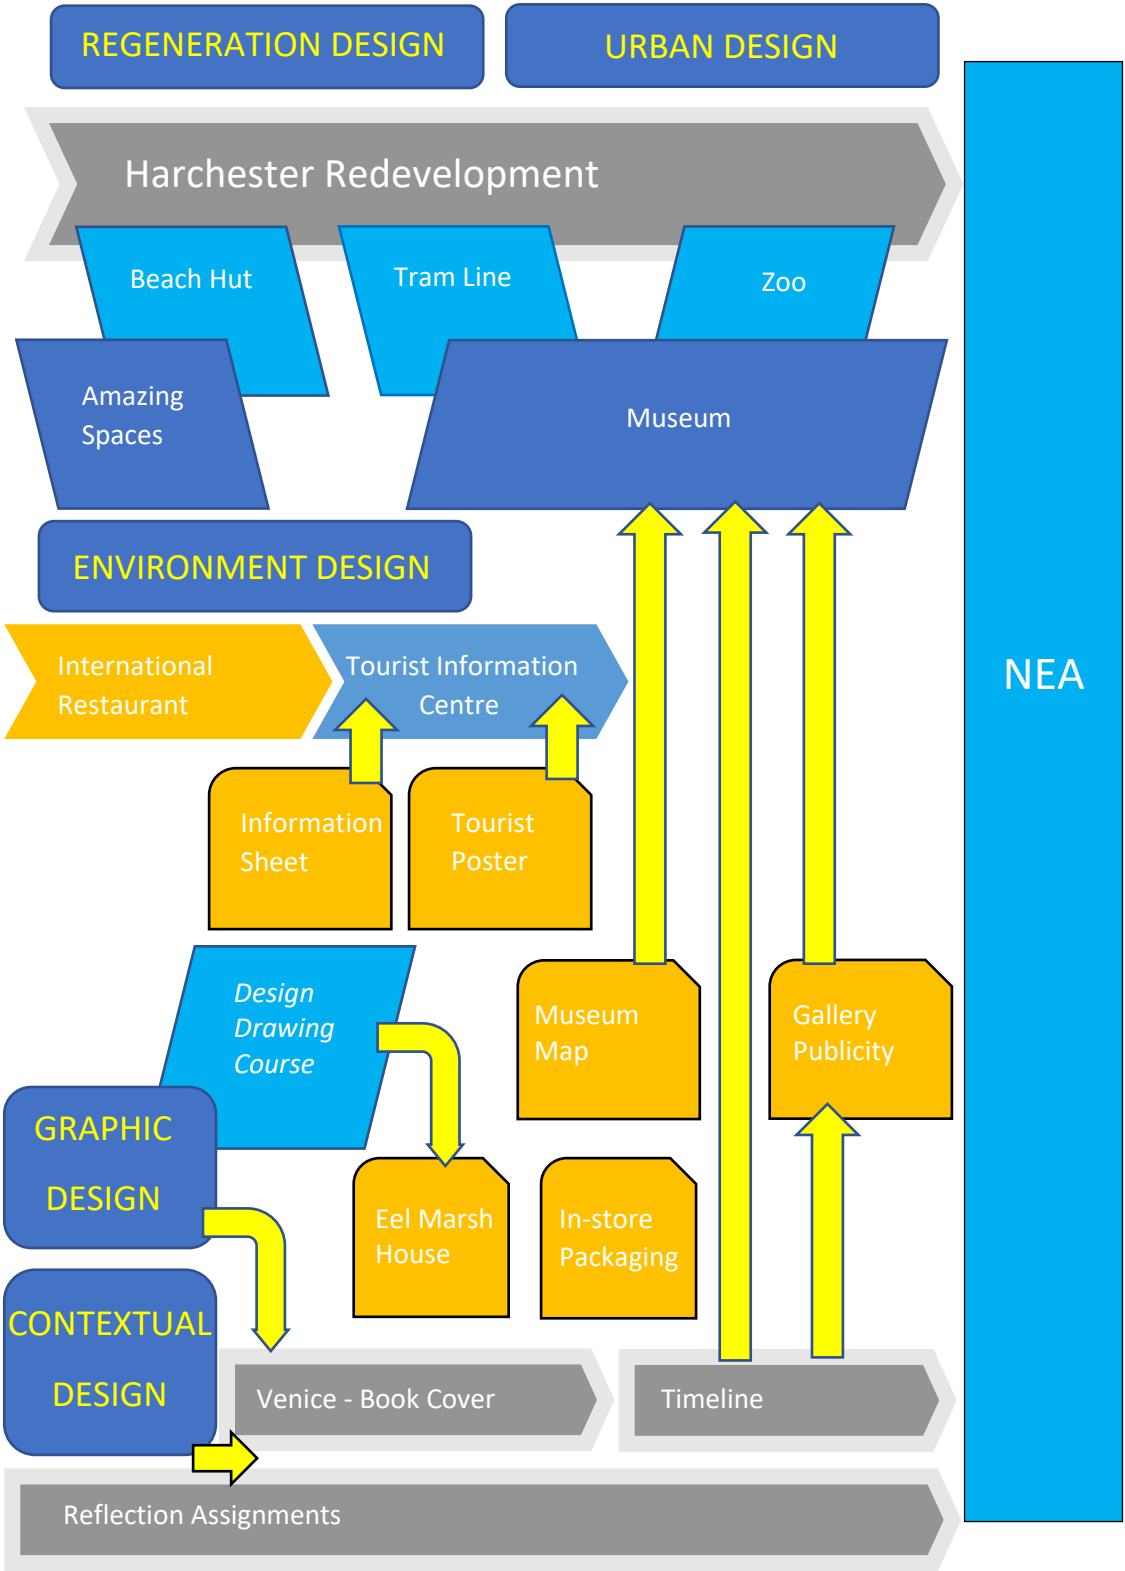 REGENERATION DESIGN
URBAN DESIGN
Harchester Redevelopment
Beach Hut
Tram Line
Zoo
Amazing
Spaces
Museum
ENVIRONMENT DESIGN
International
Restaurant
Tourist Information
Centre
NEA
Information
Sheet
Tourist
Poster
Design
Drawing
Course
Museum
Map
Gallery
Publicity
GRAPHIC
DESIGN
Eel Marsh
House
In-store
Packaging
CONTEXTUAL
DESIGN
Venice - Book Cover
Timeline
Reflection Assignments